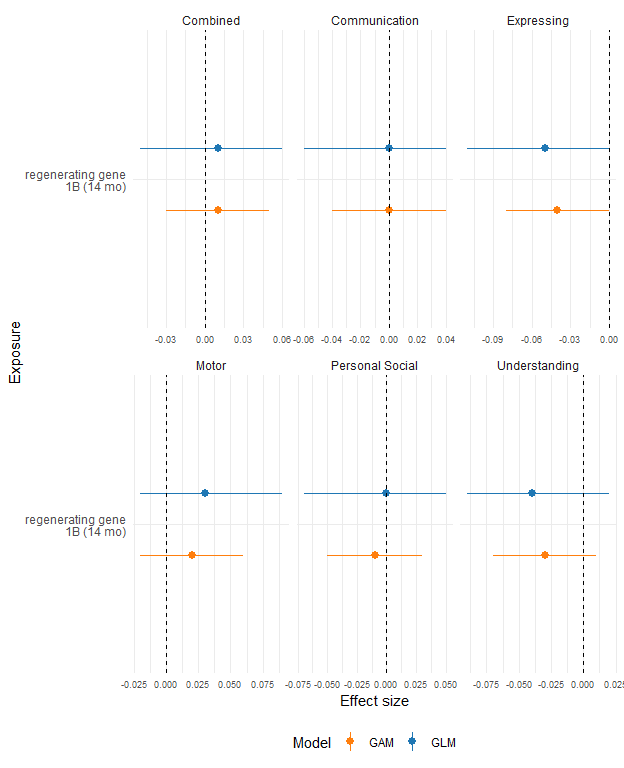 Combined Communication Expressing
regenerating gene
1B (14 mo)
-0.03 0.00 0.03 0.06 -0.06 -0.04 -0.02 0.00 0.02 0.04 -0.09 -0.06 -0.03 0.00
Exposure
Motor Personal Social Understanding
regenerating gene
1B (14 mo)
-0.025 0.000 0.025 0.050 0.075 -0.075 -0.050 -0.025 0.000 0.025 0.050 -0.075 -0.050 -0.025 0.000 0.025
Effect size
Model GAM GLM